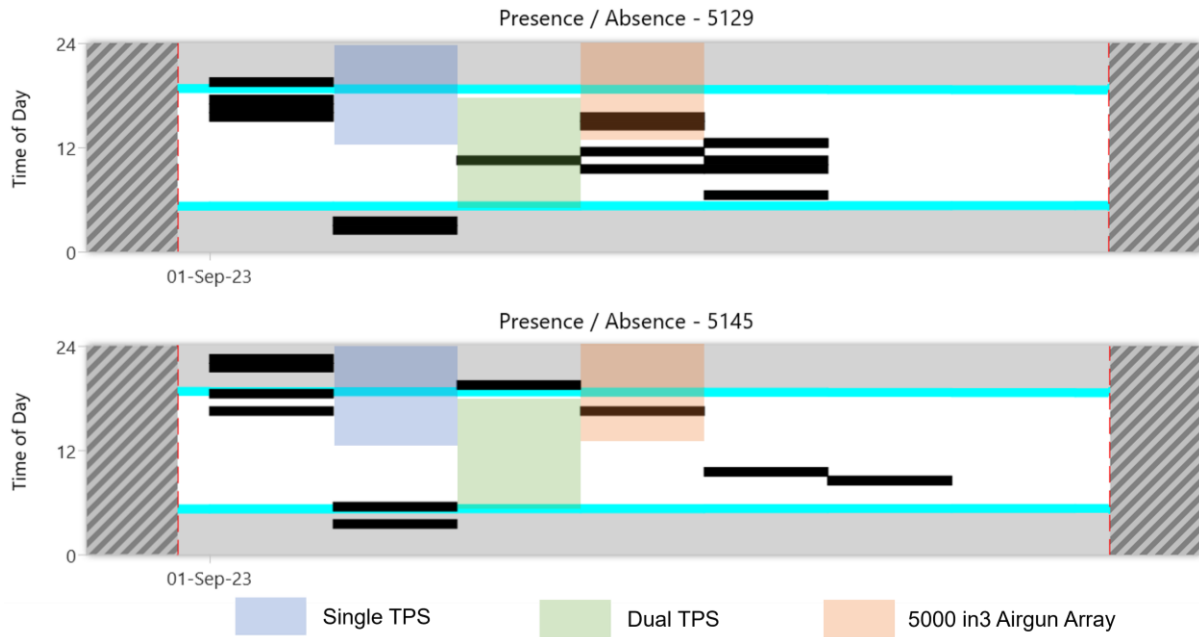 Presence / Absence - 5129
24
12
0
Time of Day
01-Sep-23
Presence / Absence - 5145
24
12
0
Time of Day
01-Sep-23
Single TPS
Dual TPS
5000 in3 Airgun Array